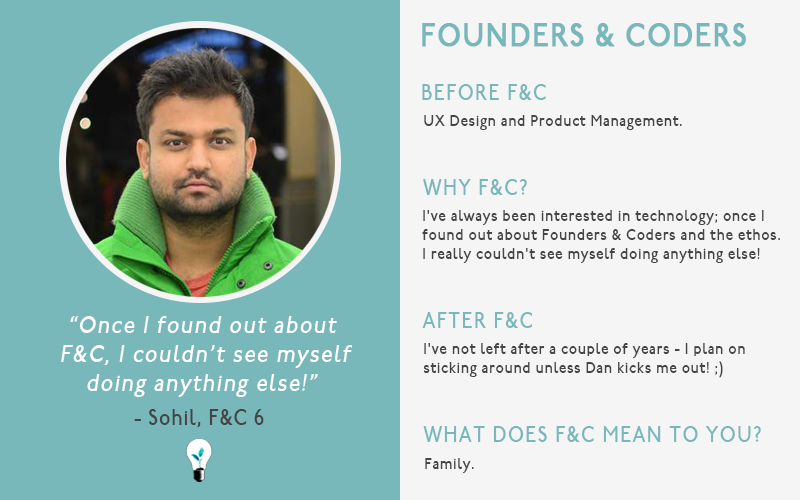 “Once I found out about
F&C, I couldn’t see myself
doing anything else!”
- Sohil, F&C 6
FOUNDERS & CODERS
BEFORE F&C
UX Design and Product Management.
WHY F&C?
I've always been interested in technology; once I
found out about Founders & Coders and the ethos.
I really couldn't see myself doing anything else!
AFTER F&C
I've not left after a couple of years - I plan on
sticking around unless Dan kicks me out! ;)
WHAT DOES F&C MEAN TO YOU?
Family.